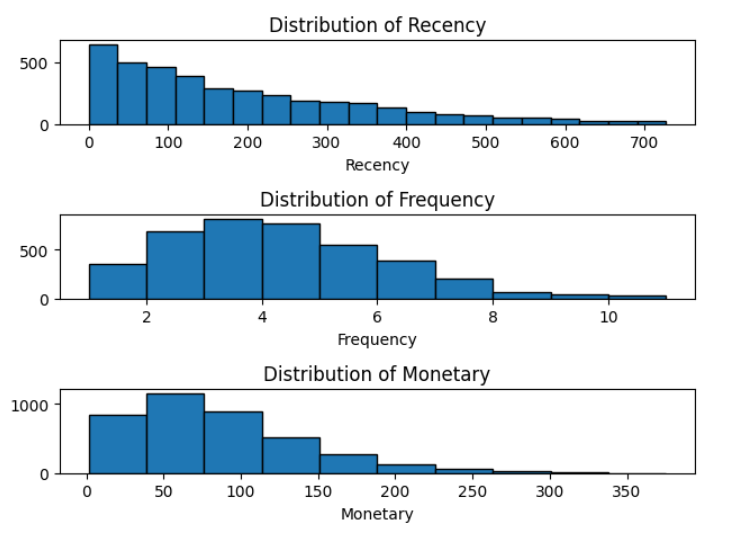 Distribution of Recency
500
0
0 100 200 300 400 500 600 700
Recency
Distribution of Frequency
500
0
2 4 6 8 10
Frequency
Distribution of Monetary
1000
0
0 50 100 150 200 250 300 350
Monetary